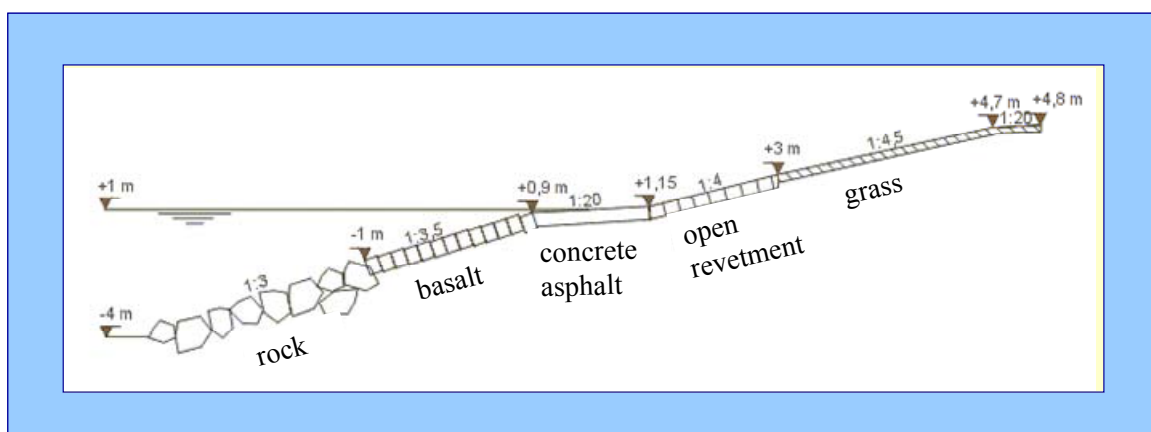 +4,7 m +4,8 m
1:20
1:4,5
+3 m
+1 m
+0,9 m
+1,15
1:4
1:20
grass
-1 m
1:3,5
open
revetment
concrete
asphalt
basalt
1:3
-4 m
rock